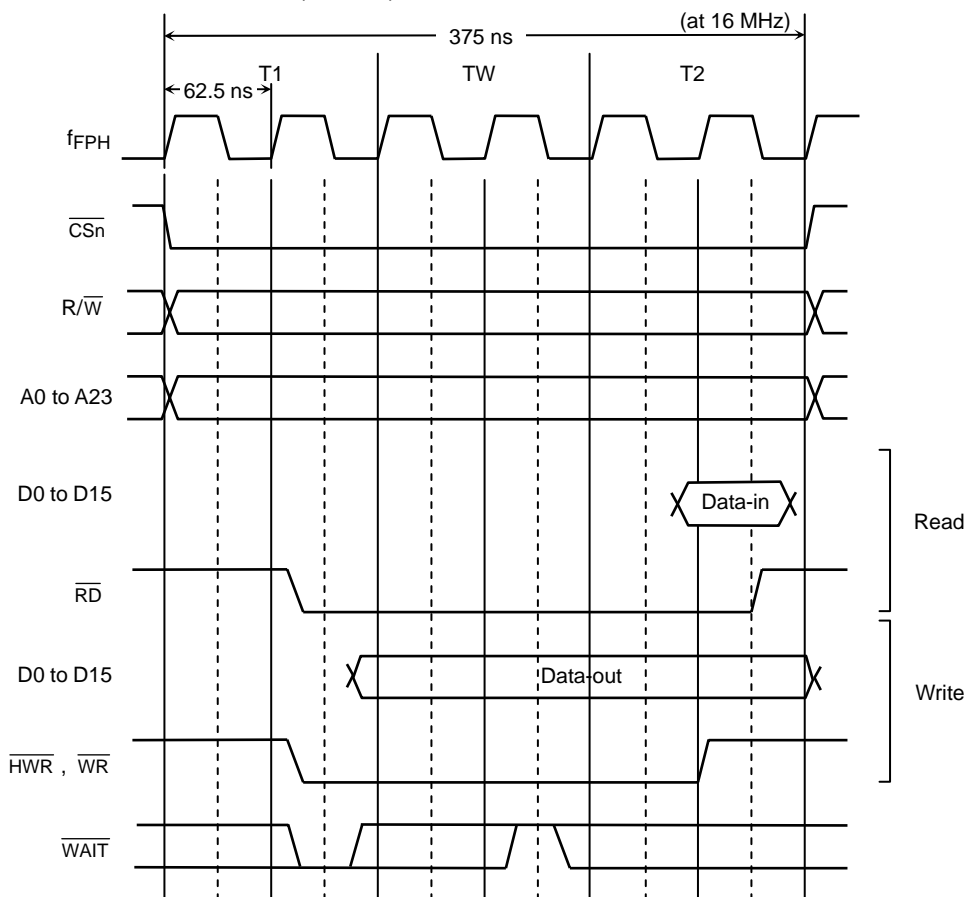 (at 16 MHz)
375 ns
T1 TW T2
62.5 ns
fFPH
CSn
R/W
A0 to A23
D0 to D15 Data-in
Read
RD
D0 to D15 Data-out
Write
HWR , WR
WAIT